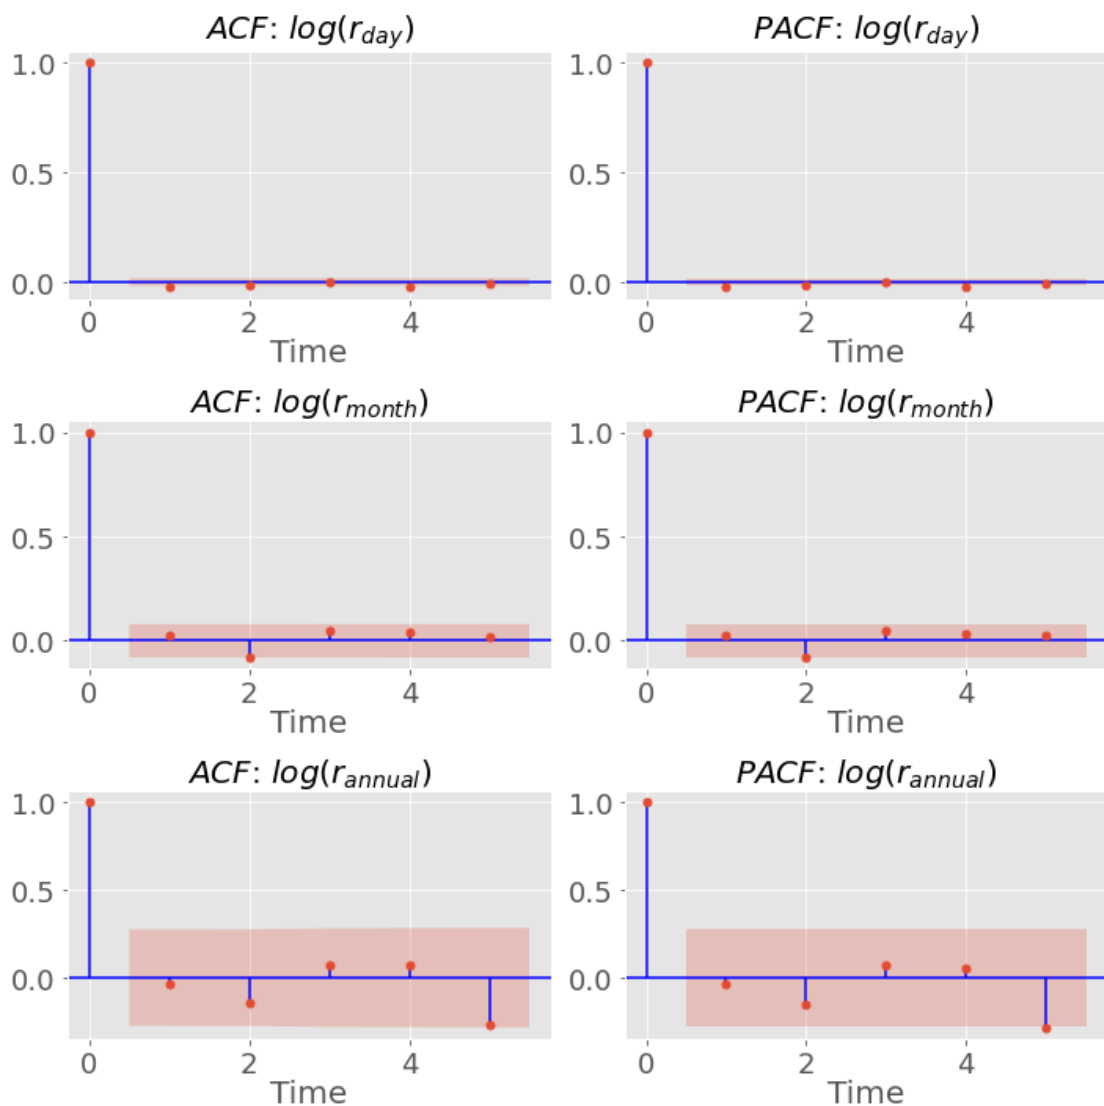 ACF: log(r_day) PACF: log(r_day)
1.0 1.0
0.5 0.5
0.0 0.0
0 2 4 0 2 4
Time Time
ACF: log(r_month) PACF: log(r_month)
1.0 1.0
0.5 0.5
0.0 0.0
0 2 4 0 2 4
Time Time
ACF: log(r_annual) PACF: log(r_annual)
1.0 1.0
0.5 0.5
0.0 0.0
0 2 4 0 2 4
Time Time